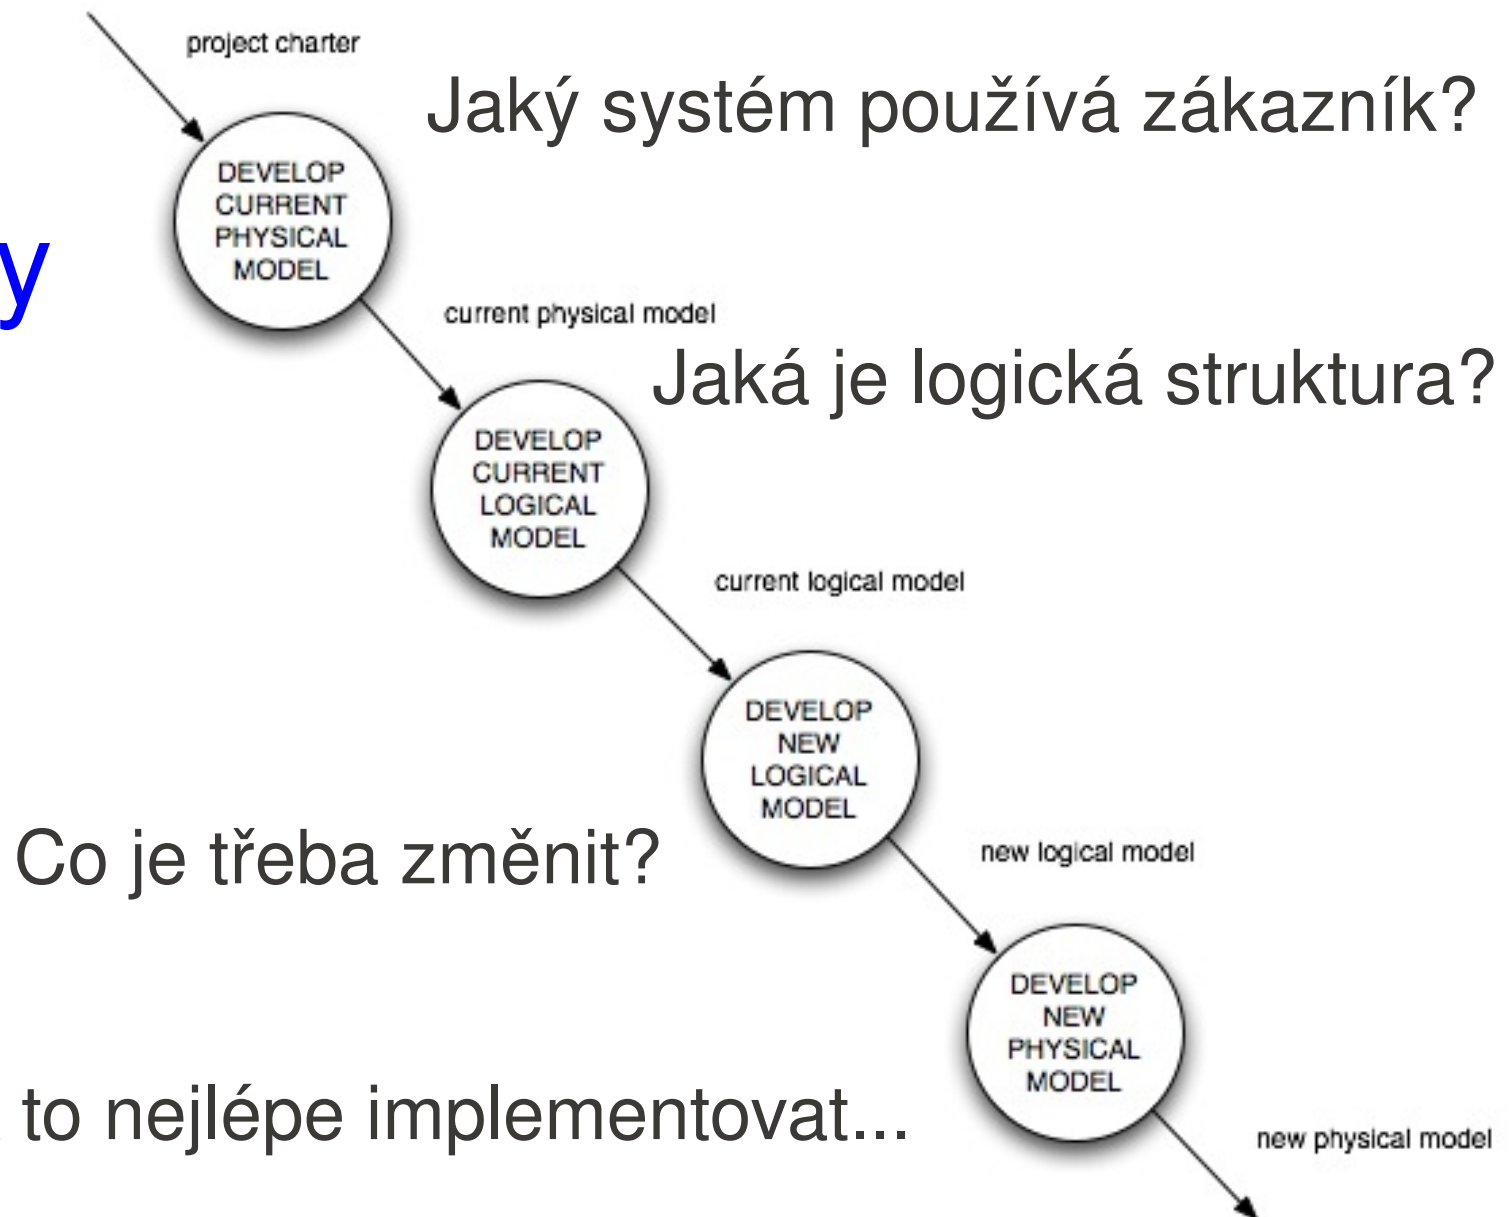 project charter
Jaký systém používá zákazník?
DEVELOP
CURRENT
PHYSICAL
MODEL
y
current physical model
Jaká je logická struktura?
DEVELOP
CURRENT
LOGICAL
MODEL
current logical model
DEVELOP
NEW
LOGICAL
MODEL
Co je třeba změnit?
new logical model
DEVELOP
NEW
PHYSICAL
MODEL
to nejlépe implementovat...
new physical model